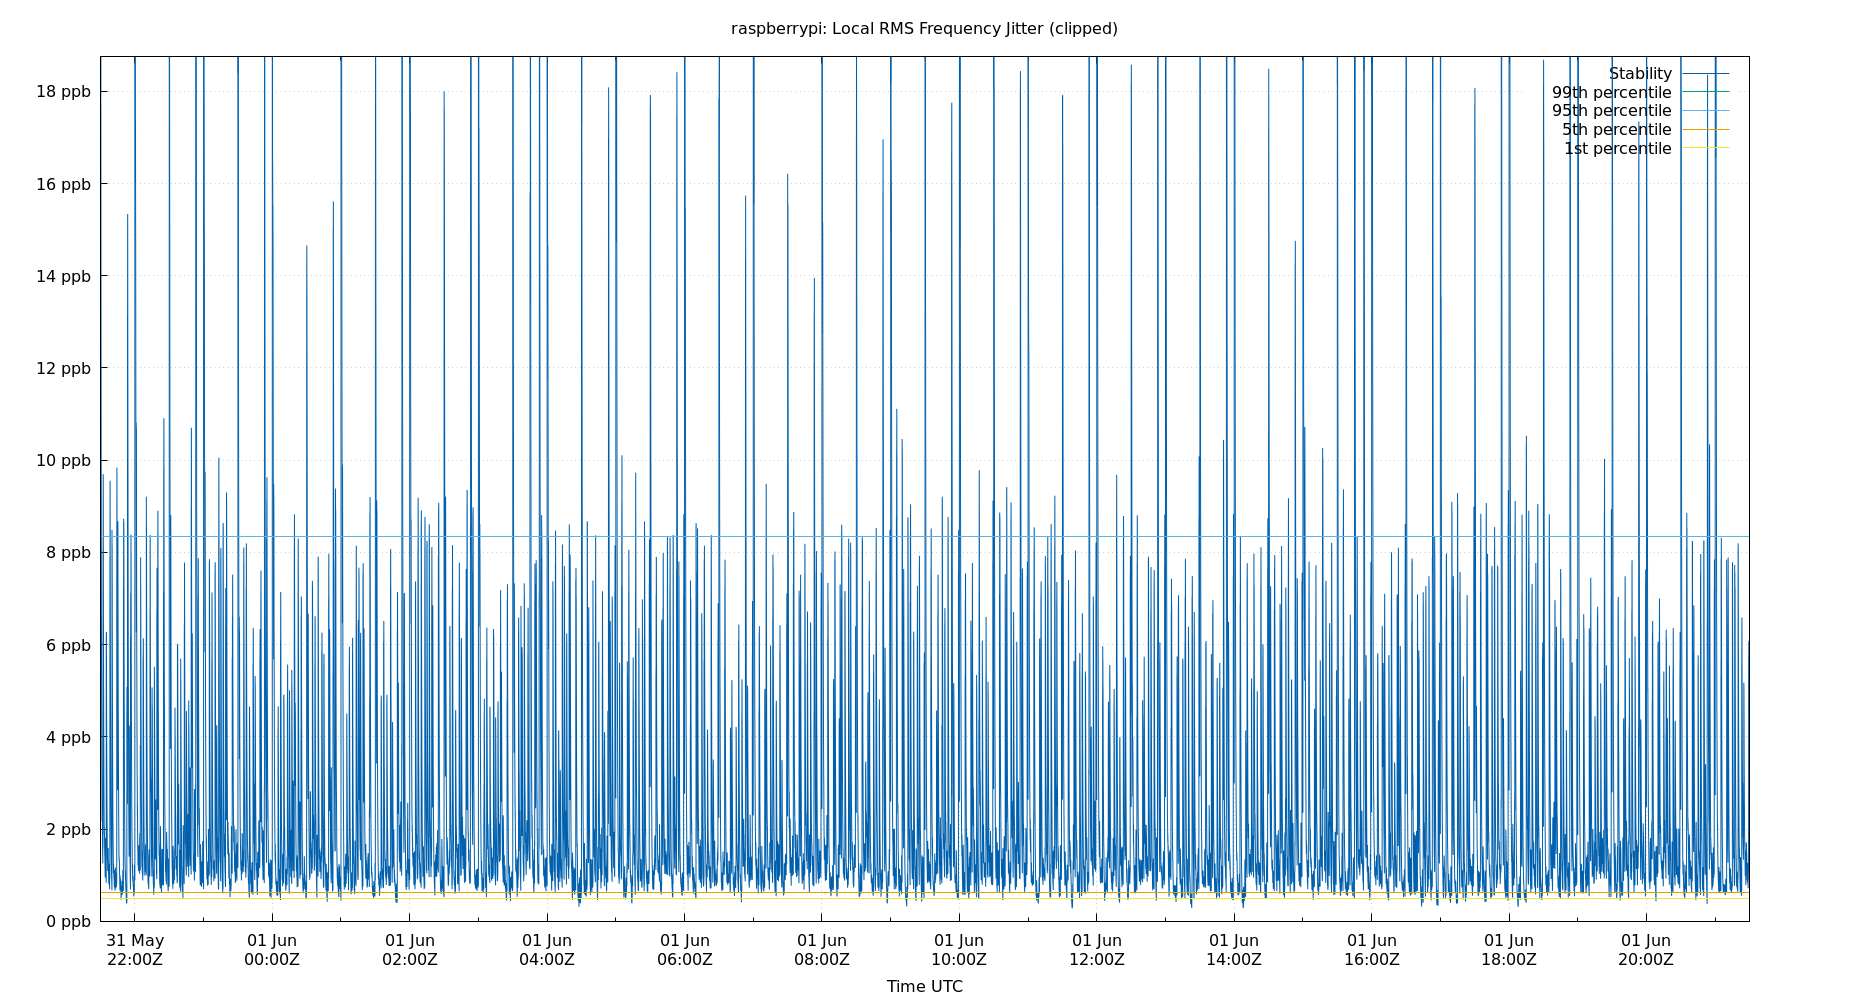 raspberrypi: Local RMS Frequency Jitter (clipped)
Stability
99th percentile
95th percentile
5th percentile
1st percentile
18 ppb
16 ppb
14 ppb
12 ppb
10 ppb
8 ppb
6 ppb
4 ppb
2 ppb
0 ppb
31 May 01 Jun 01 Jun 01 Jun 01 Jun 01 Jun 01 Jun 01 Jun 01 Jun 01 Jun 01 Jun 01 Jun
22:00Z 00:00Z 02:00Z 04:00Z 06:00Z 08:00Z 10:00Z 12:00Z 14:00Z 16:00Z 18:00Z 20:00Z
Time UTC